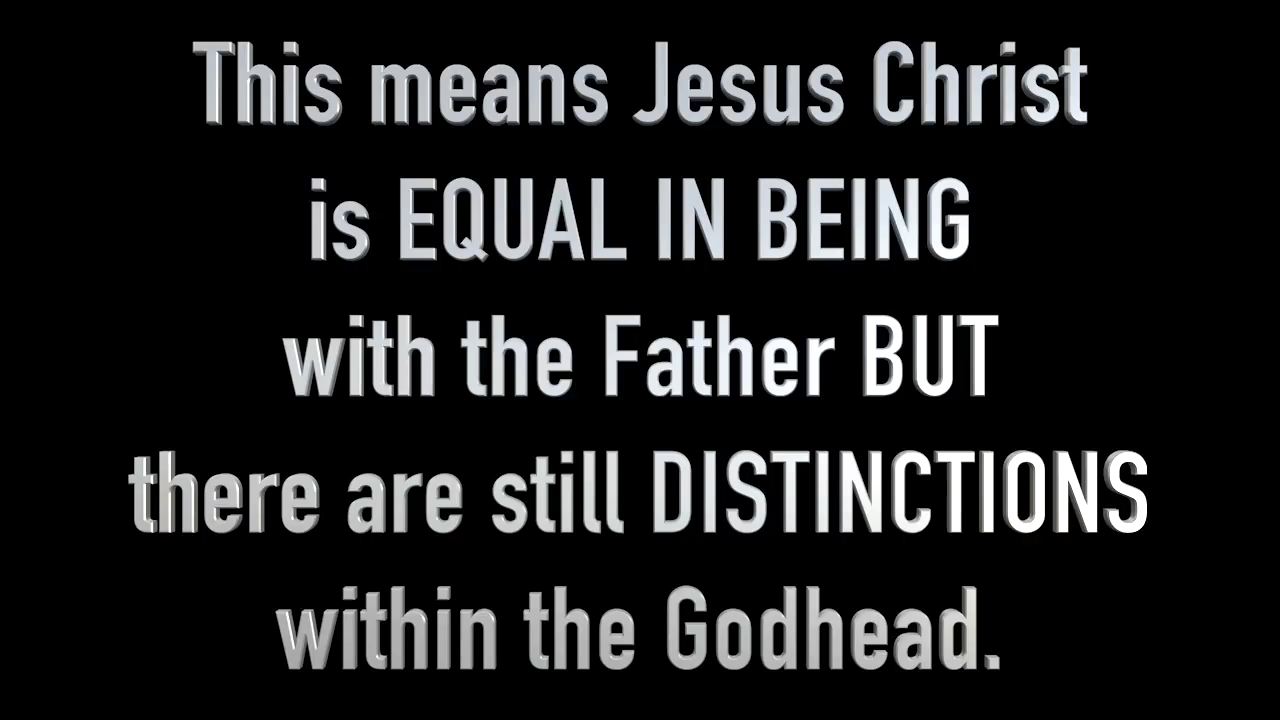 This means Jesus Christ
is EQUAL IN BEING
with the Father BUT
there are still DISTINCTIONS
within the Godhead.